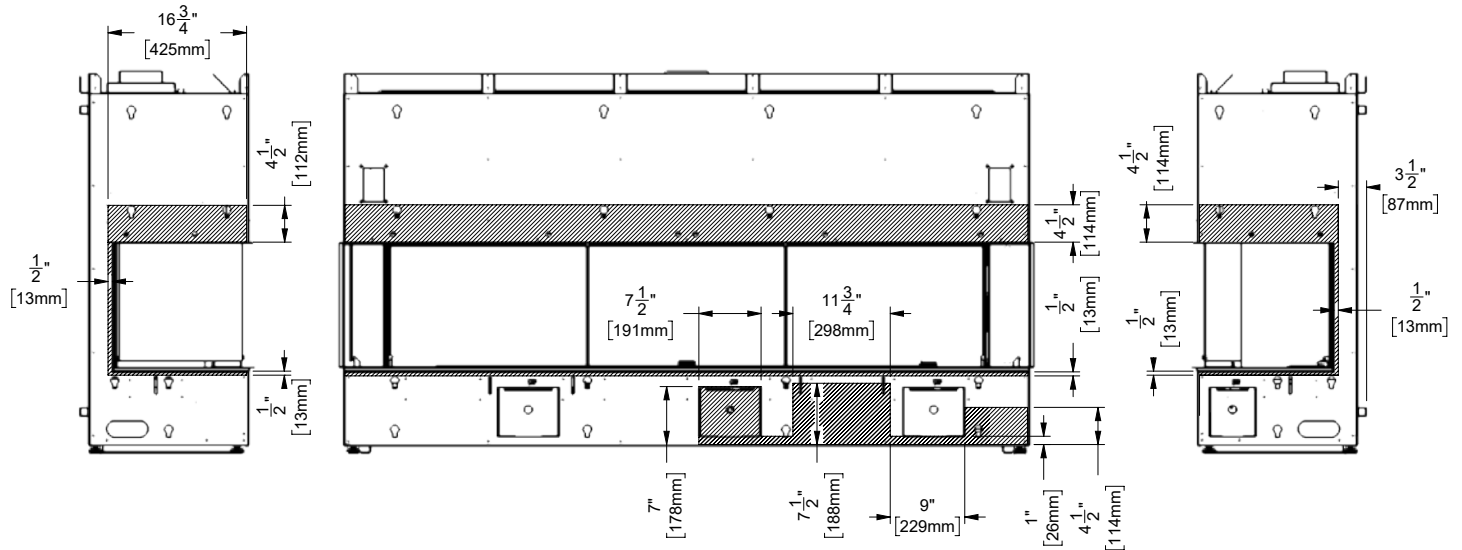 16 3/4"
[425mm]
4 1/2"
[112mm]
1/2"
[13mm]
1/2"
[13mm]
7 1/2"
[191mm]
11 3/4"
[298mm]
4 1/2"
[114mm]
1/2"
[13mm]
7"
[178mm]
7 1/2"
[188mm]
9"
[229mm]
1"
[26mm]
4 1/2"
[114mm]
4 1/2"
[114mm]
3 1/2"
[87mm]
1/2"
[13mm]
1/2"
[13mm]